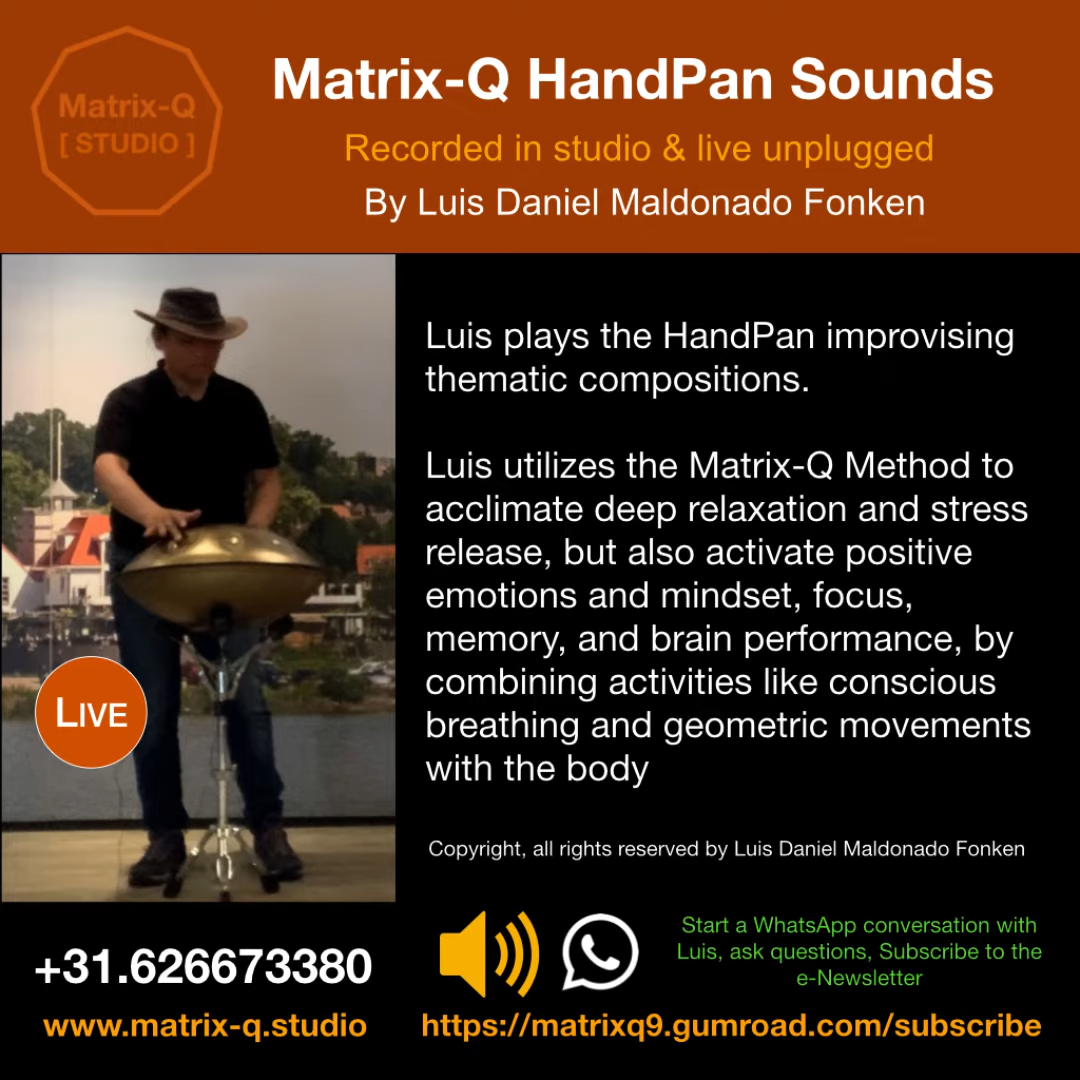 Matrix-Q
[ STUDIO ]
Matrix-Q HandPan Sounds
Recorded in studio & live unplugged
By Luis Daniel Maldonado Fonken
Luis plays the HandPan improvising
thematic compositions.
Luis utilizes the Matrix-Q Method to
acclimate deep relaxation and stress
release, but also activate positive
emotions and mindset, focus,
memory, and brain performance, by
combining activities like conscious
breathing and geometric movements
with the body
LIVE
Copyright, all rights reserved by Luis Daniel Maldonado Fonken
+31.626673380
www.matrix-q.studio
Start a WhatsApp conversation with
Luis, ask questions, Subscribe to the
e-Newsletter
https://matrixq9.gumroad.com/subscribe